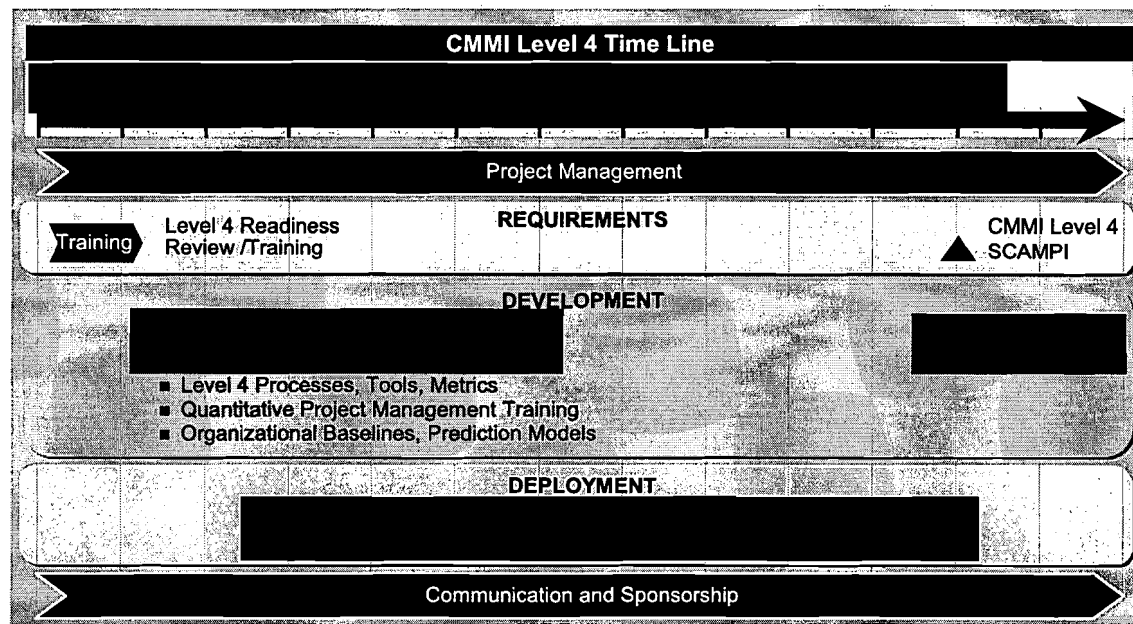 CMMI Level 4 Time Line
Project Management
REQUIREMENTS
Training
Level 4 Readiness
Review /Training
CMMI Level 4
SCAMPI
DEVELOPMENT
■ Level 4 Processes, Tools, Metrics
■ Quantitative Project Management Training
■ Organizational Baselines, Prediction Models
DEPLOYMENT
Communication and Sponsorship